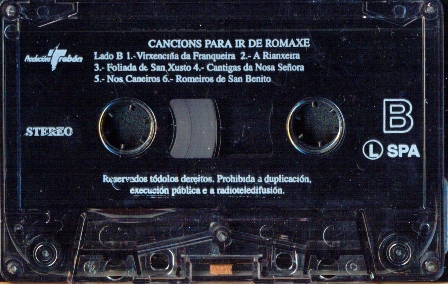 CANCIONS PARA IR DE ROMAXE
Producións Trobán
Lado B 1.-Virxenciña da Franqueira 2.- A Rianxeira
3.- Foliada de San Xusto 4.- Cantigas da Nosa Señora
5.- Nos Caneiros 6.- Romeiros de San Benito
B
STEREO
L SPA
Reservados tódolos dereitos. Prohibida a duplicación,
execución pública e a radioteledifusión.